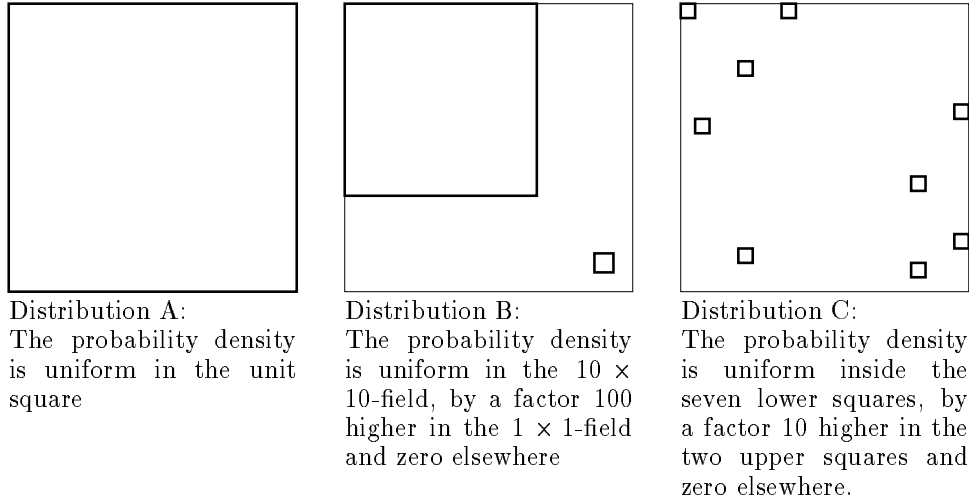 Distribution A:
The probability density
is uniform in the unit
square
Distribution B:
The probability density
is uniform in the 10 ×
10-field, by a factor 100
higher in the 1 × 1-field
and zero elsewhere
Distribution C:
The probability density
is uniform inside the
seven lower squares, by
a factor 10 higher in the
two upper squares and
zero elsewhere.